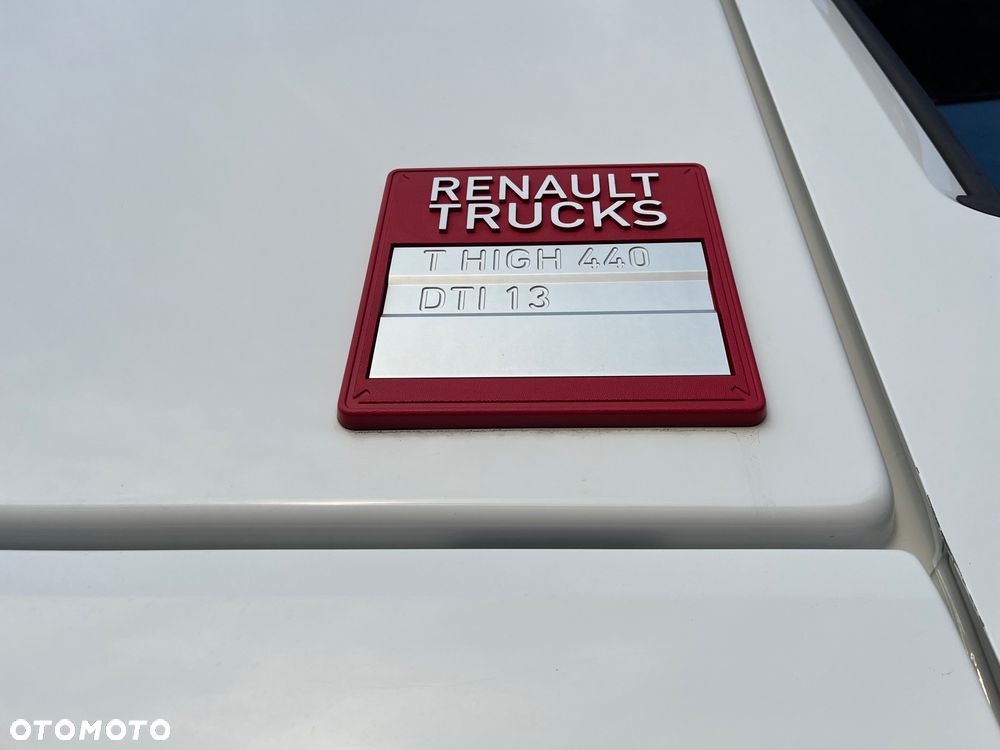 RENAULT
TRUCKS
T HIGH 440
DTI 13
OTOMOTO